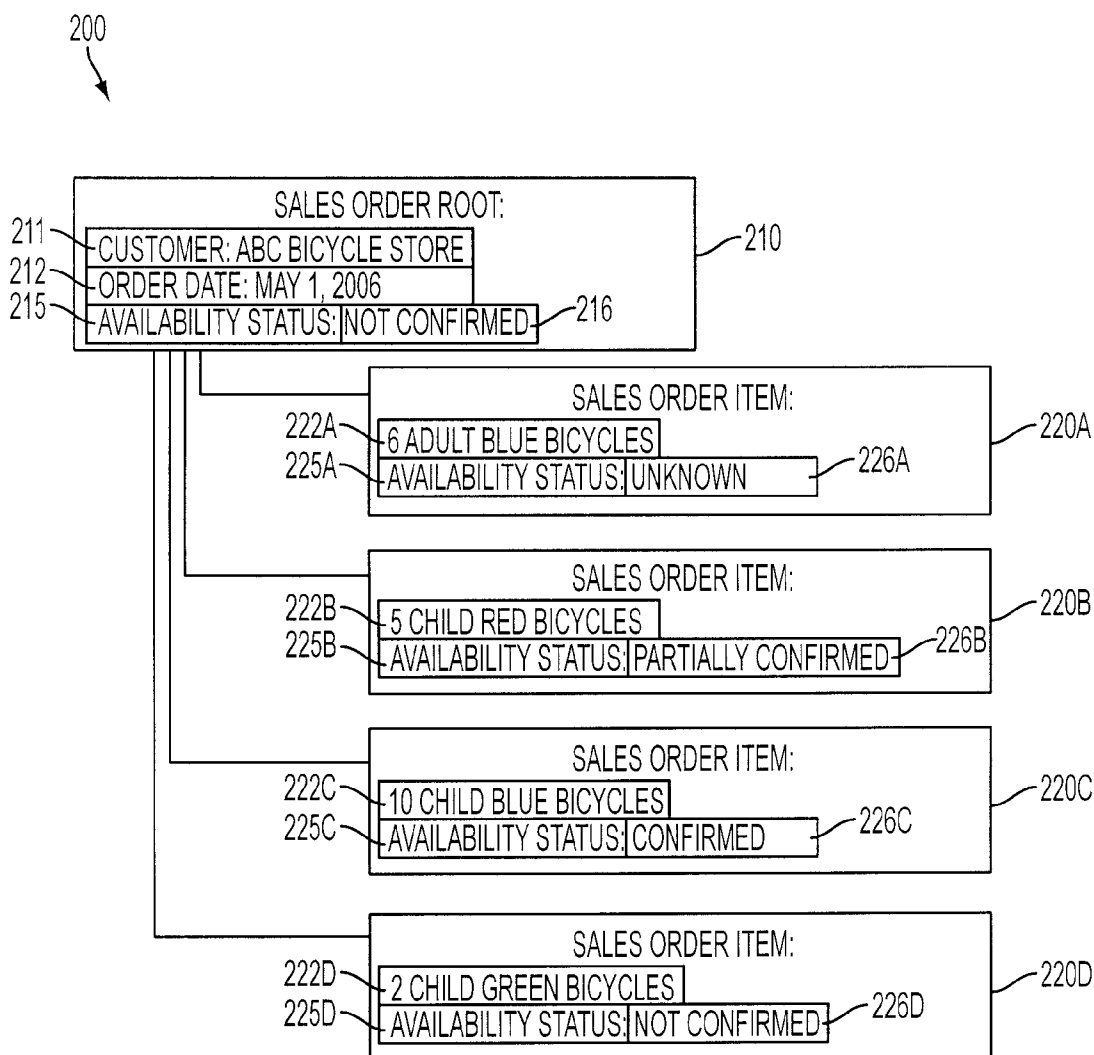 200
SALES ORDER ROOT:
211 CUSTOMER: ABC BICYCLE STORE 210
212 ORDER DATE: MAY 1, 2006
215 AVAILABILITY STATUS: NOT CONFIRMED 216
SALES ORDER ITEM:
222A 6 ADULT BLUE BICYCLES 220A
225A AVAILABILITY STATUS: UNKNOWN 226A
SALES ORDER ITEM:
222B 5 CHILD RED BICYCLES 220B
225B AVAILABILITY STATUS: PARTIALLY CONFIRMED 226B
SALES ORDER ITEM:
222C 10 CHILD BLUE BICYCLES 220C
225C AVAILABILITY STATUS: CONFIRMED 226C
SALES ORDER ITEM:
222D 2 CHILD GREEN BICYCLES 220D
225D AVAILABILITY STATUS: NOT CONFIRMED 226D